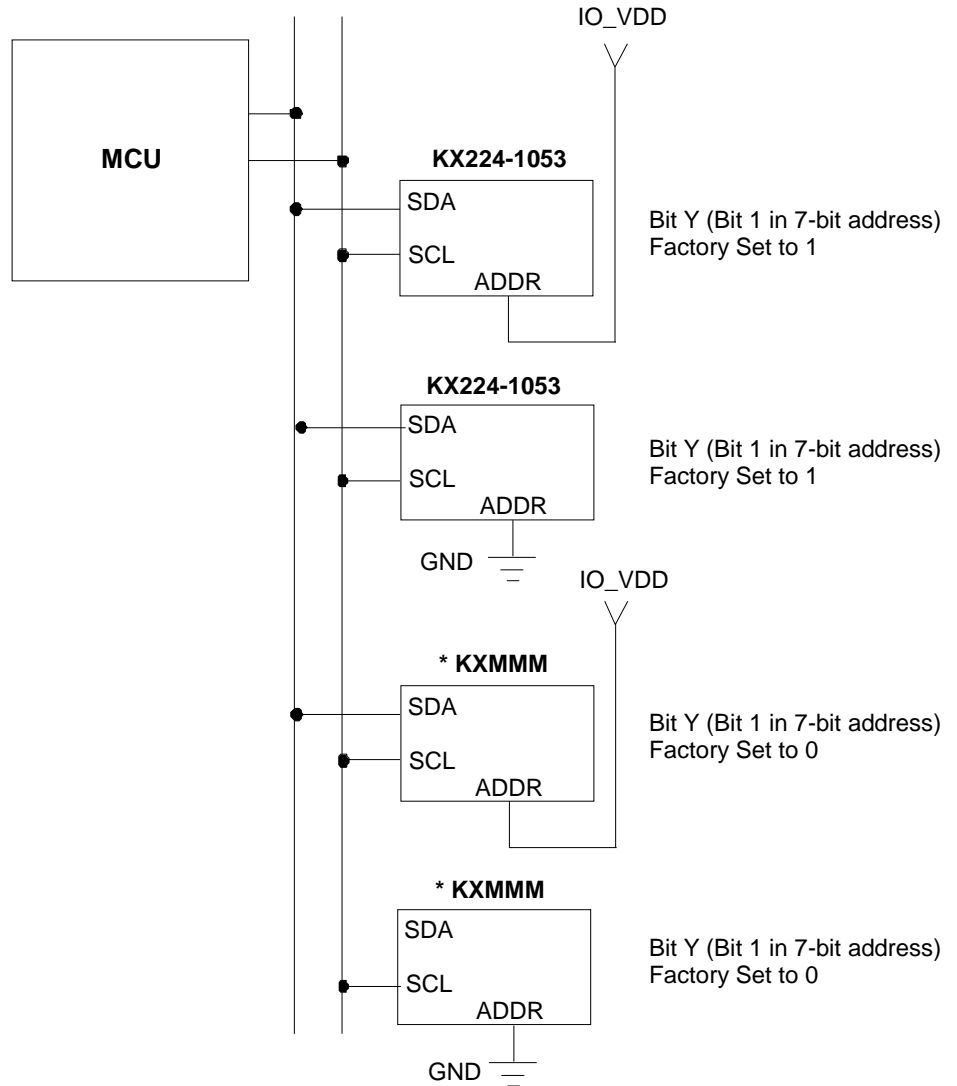 IO_VDD
MCU
KX224-1053
SDA
SCL
ADDR
Bit Y (Bit 1 in 7-bit address)
Factory Set to 1
KX224-1053
SDA
SCL
ADDR
GND
Bit Y (Bit 1 in 7-bit address)
Factory Set to 1
IO_VDD
* KXMMM
SDA
SCL
ADDR
Bit Y (Bit 1 in 7-bit address)
Factory Set to 0
* KXMMM
SDA
SCL
ADDR
GND
Bit Y (Bit 1 in 7-bit address)
Factory Set to 0